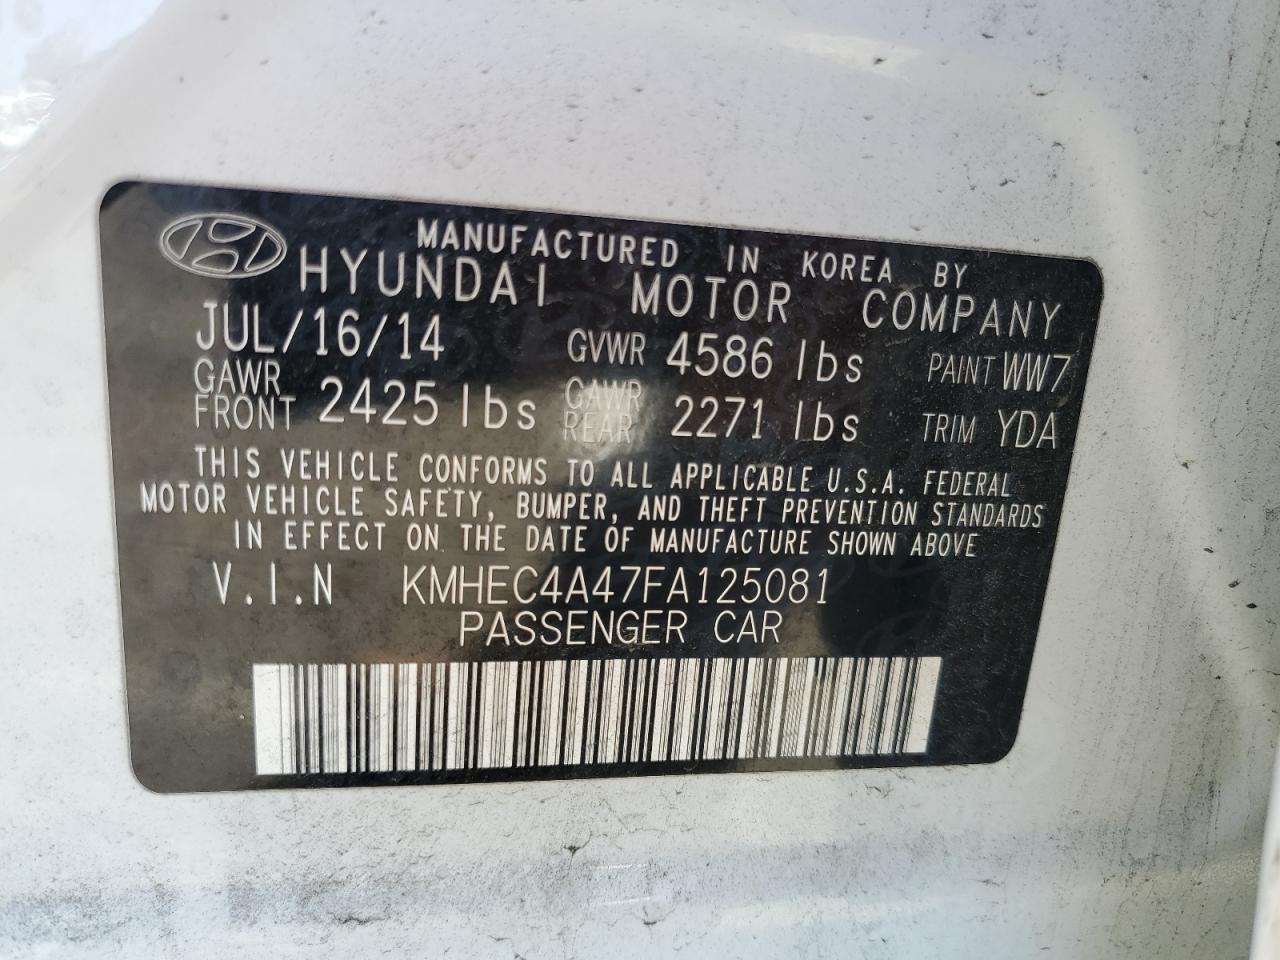 MANUFACTURED IN KOREA BY
HYUNDAI MOTOR COMPANY
JUL/16/14 GVWR 4586 lbs PAINT WW7
GAWR FRONT 2425 lbs GAWR REAR 2271 lbs TRIM YDA
THIS VEHICLE CONFORMS TO ALL APPLICABLE U.S.A. FEDERAL
MOTOR VEHICLE SAFETY, BUMPER, AND THEFT PREVENTION STANDARDS
IN EFFECT ON THE DATE OF MANUFACTURE SHOWN ABOVE
V.I.N KMHEC4A47FA125081
PASSENGER CAR